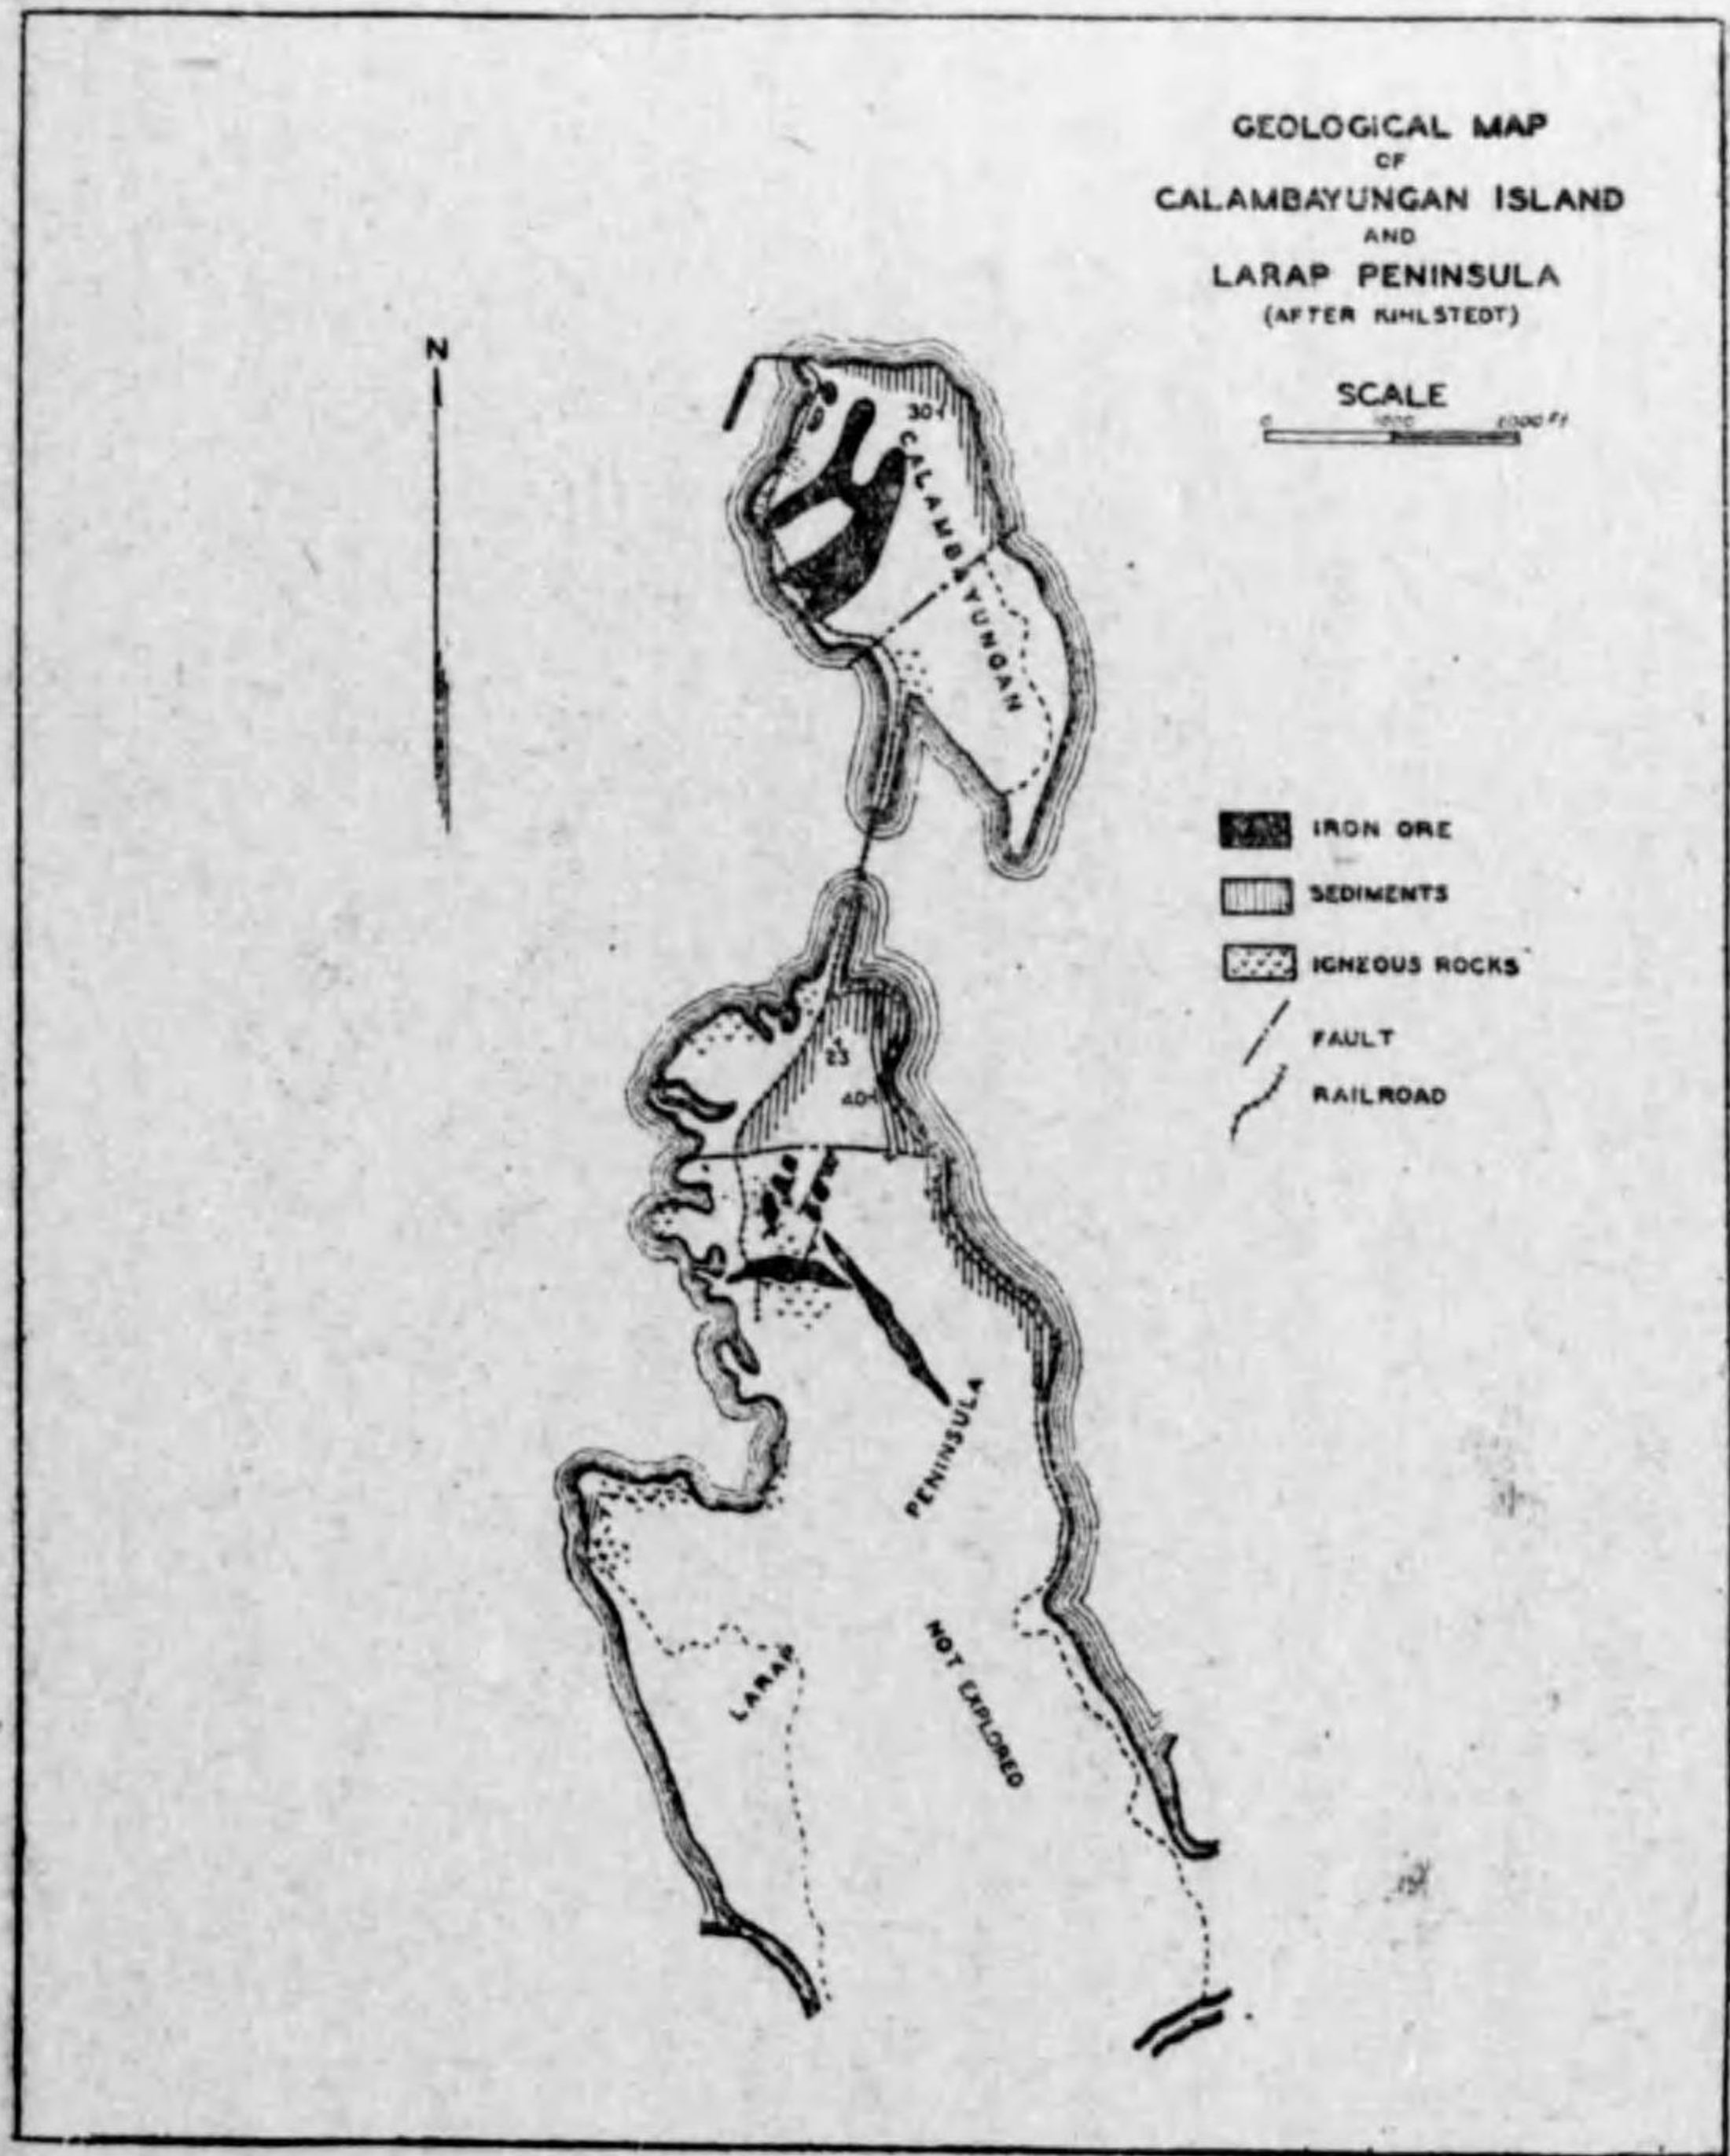 GEOLOGICAL MAP
OF
CALAMBAYUNGAN ISLAND
AND
LARAP PENINSULA
(AFTER KIHLSTEDT)
SCALE
0 1000 2000 Ft
N
30
CALAMBAYUNGAN
IRON ORE
SEDIMENTS
IGNEOUS ROCKS
FAULT
RAILROAD
23
40
PENINSULA
LARAP
NOT EXPLORED